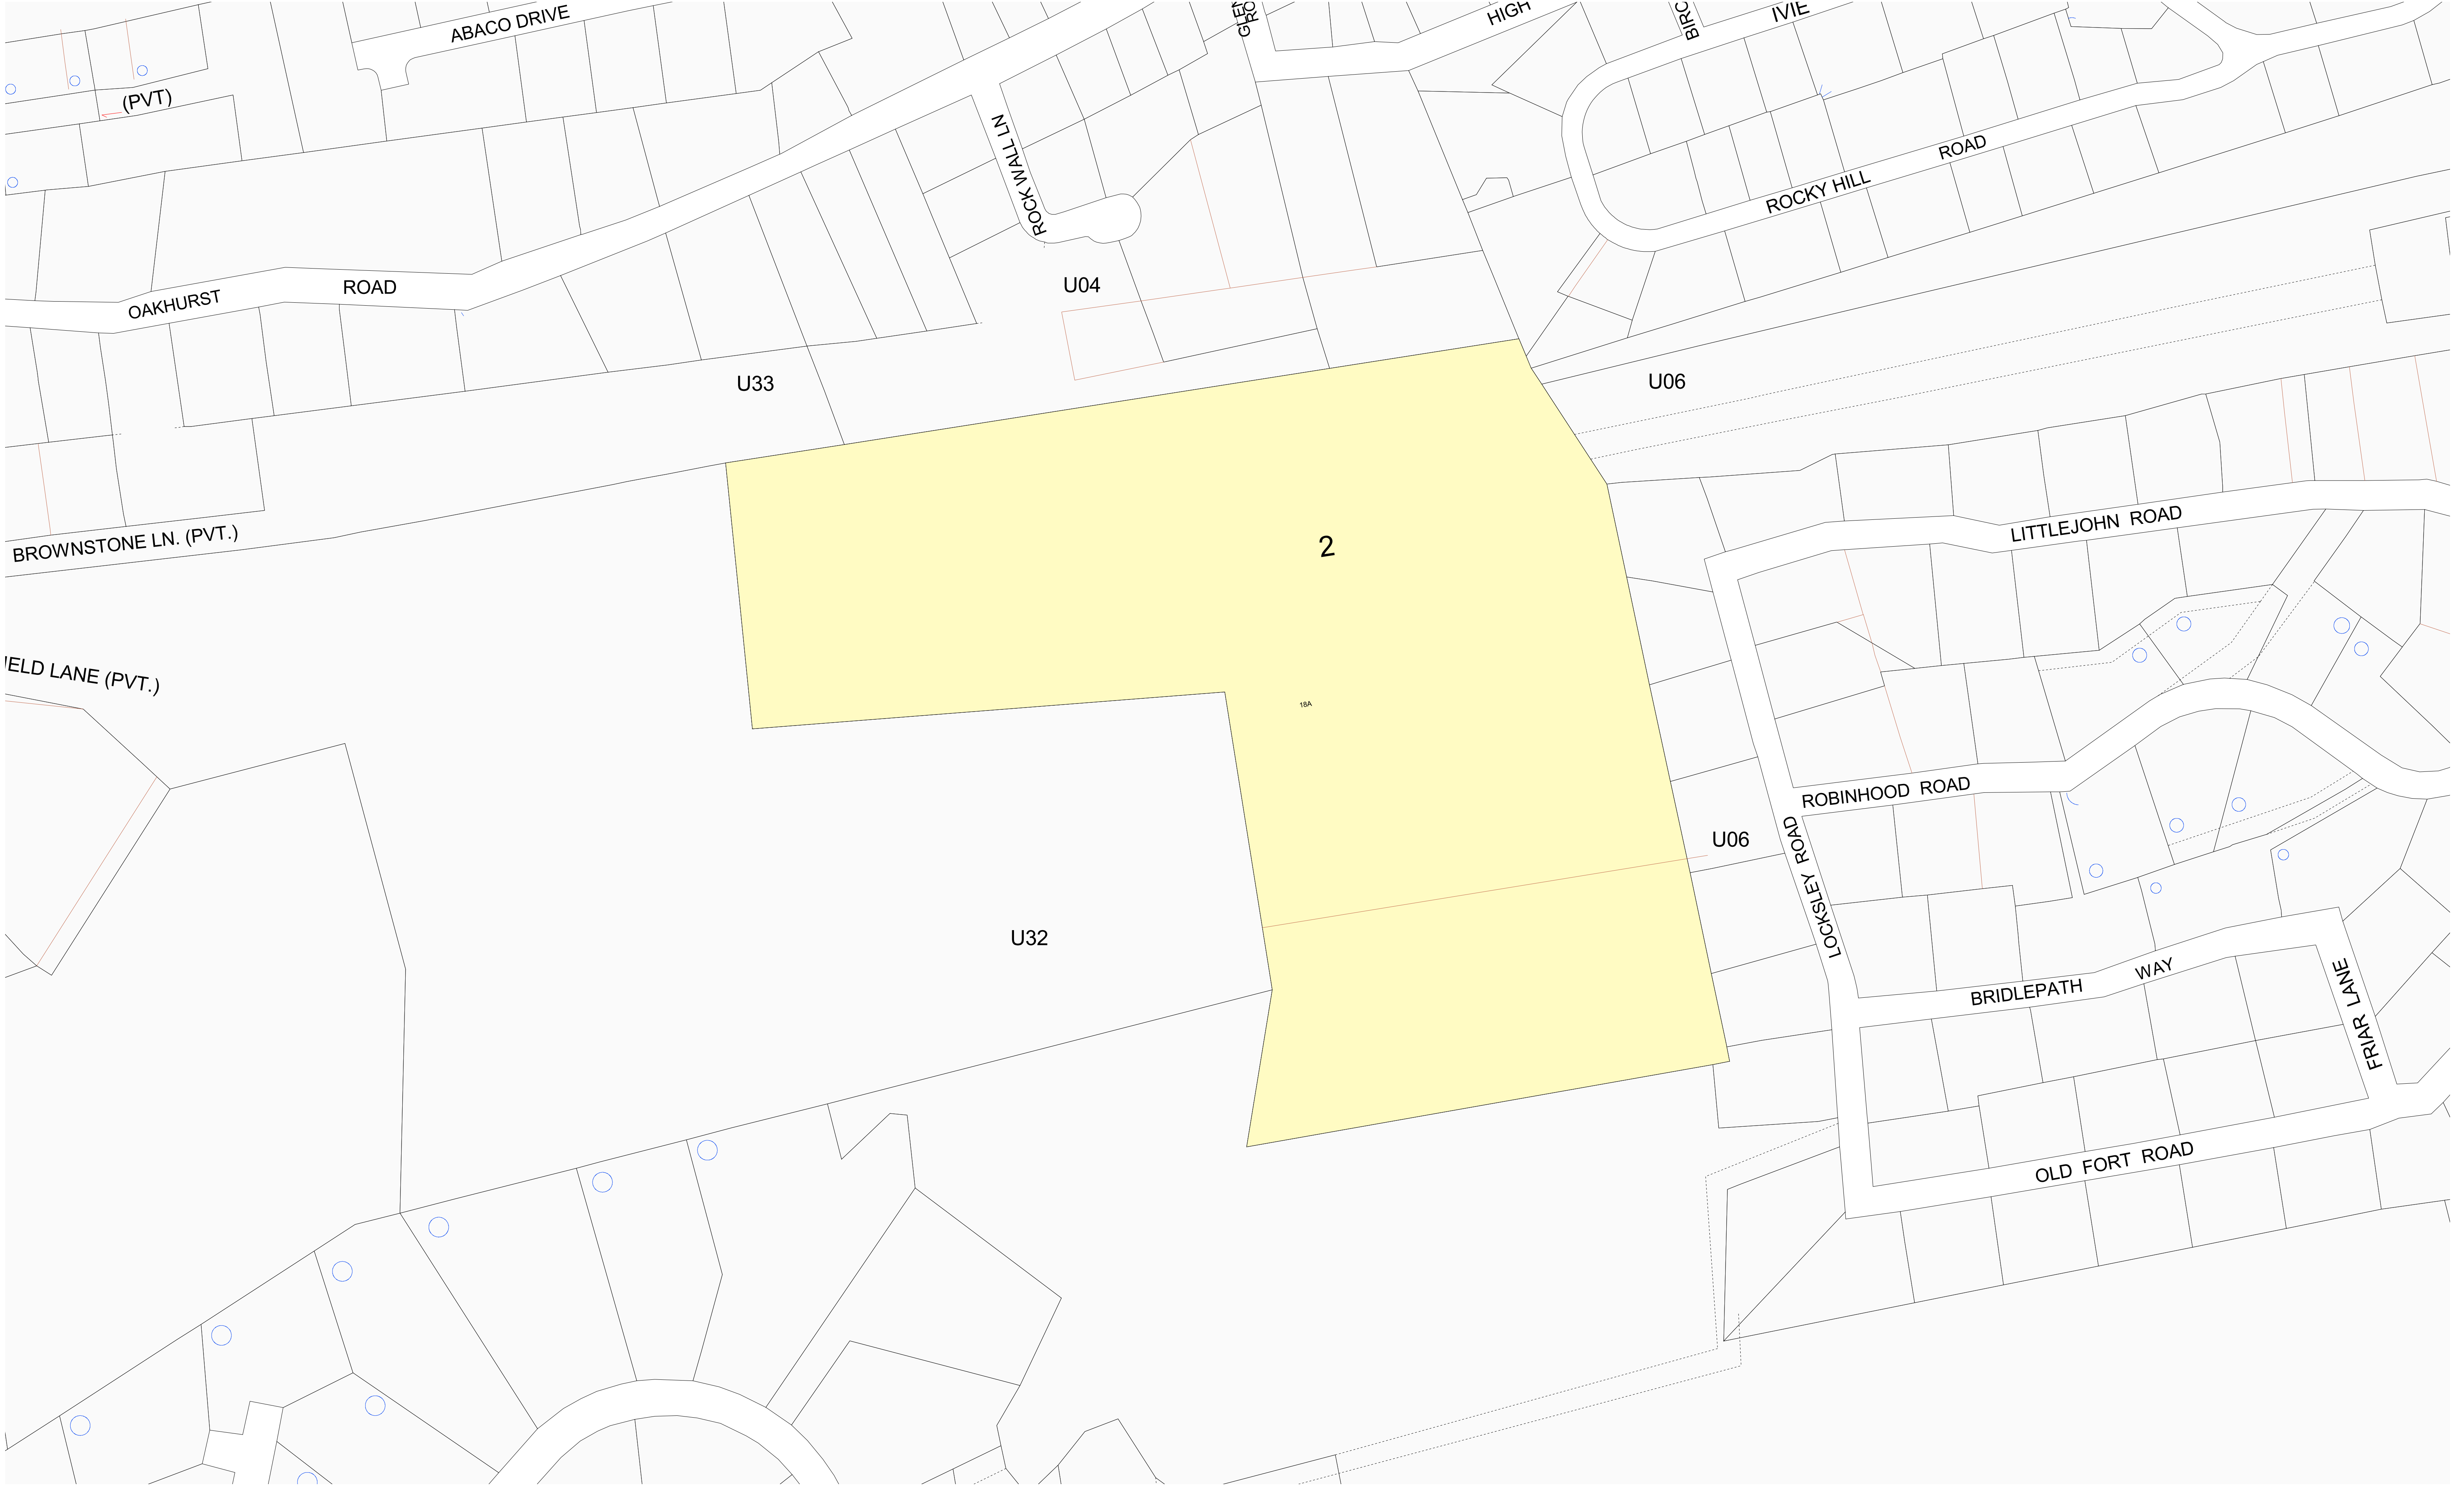 ABACO DRIVE
HIGH
IVIE
(PVT)
ROCK WALL LN
ROAD
ROCKY HILL
OAKHURST
ROAD
U04
U33
U06
LITTLEJOHN ROAD
BROWNSTONE LN. (PVT.)
2
IELD LANE (PVT.)
18A
ROBINHOOD ROAD
U06
LOCKSLEY ROAD
U32
BRIDLEPATH
WAY
FRIAR LANE
OLD FORT ROAD